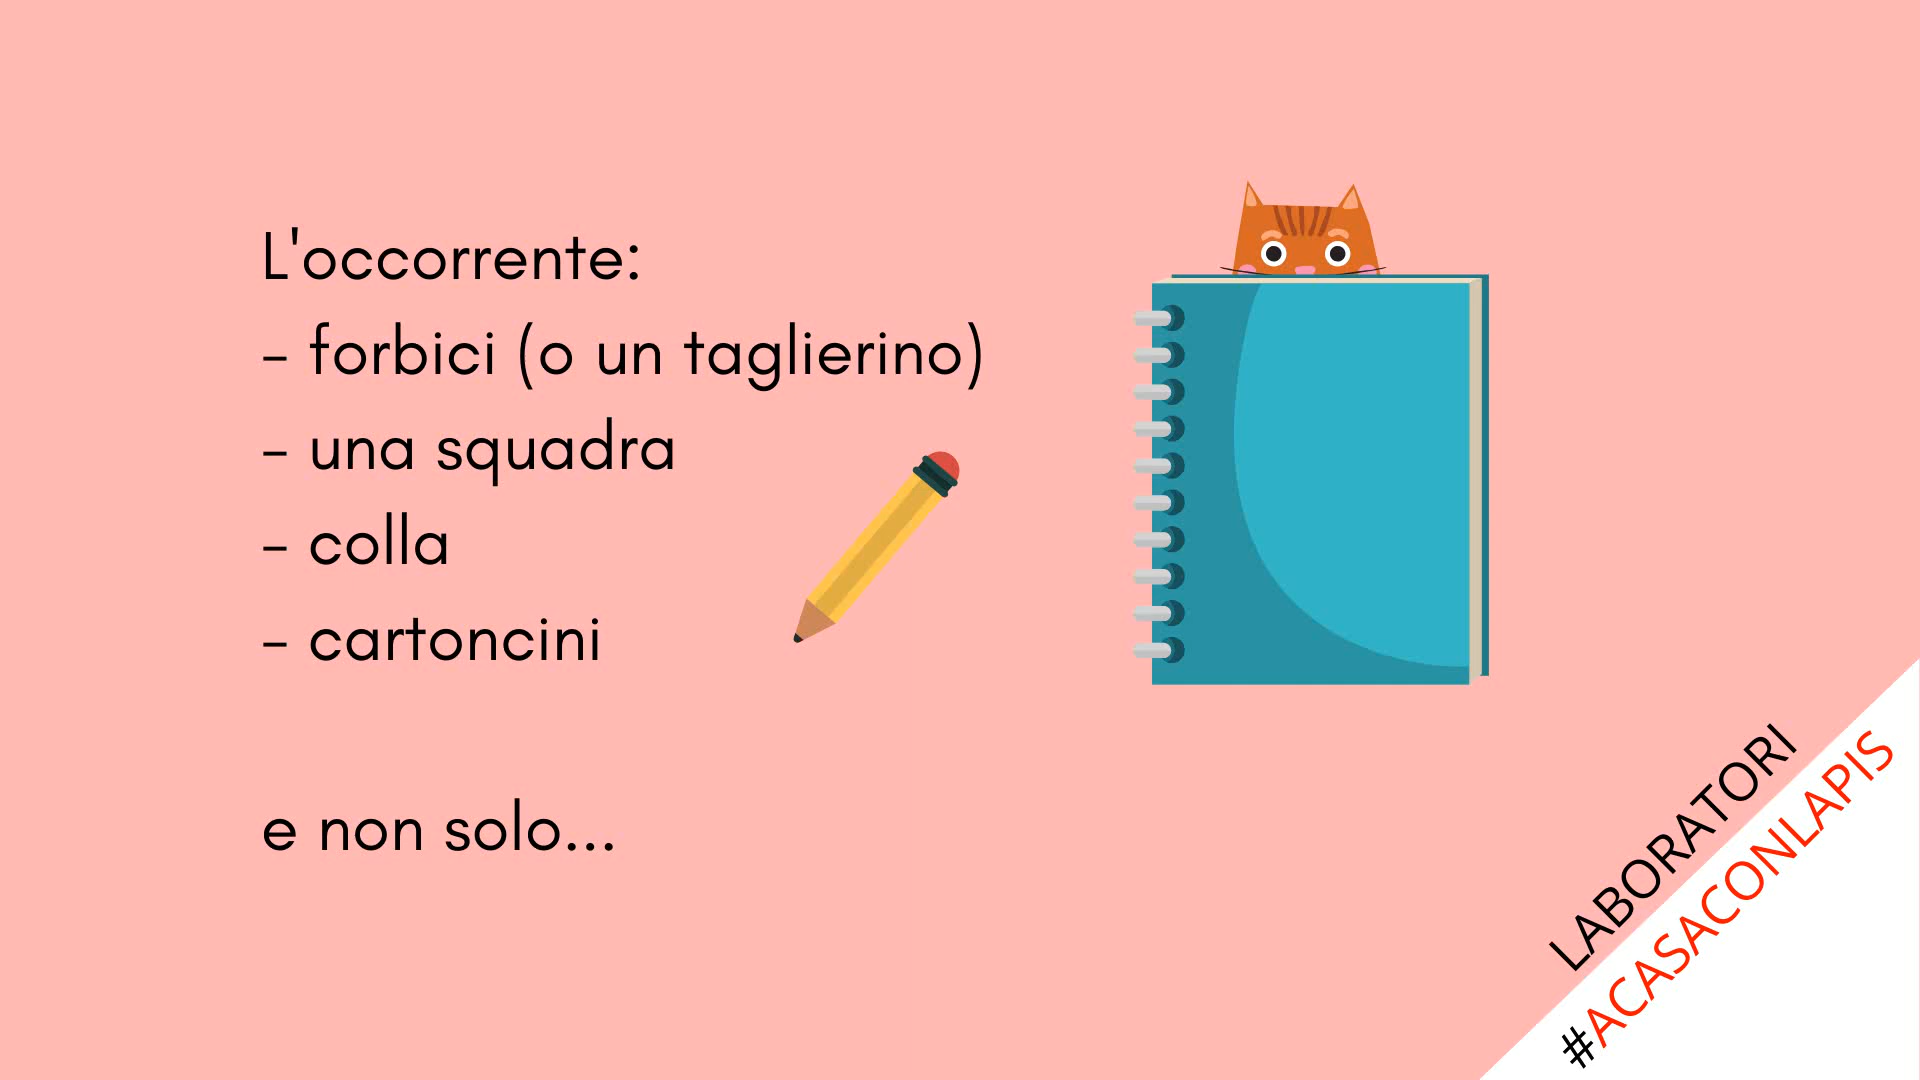 L'occorrente:
- forbici (o un taglierino)
- una squadra
- colla
- cartoncini
e non solo...
LABORATORI
#ACASACONLAPIS